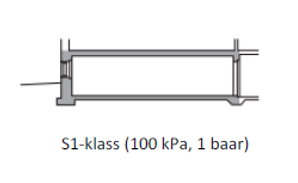 S1-klass (100 kPa, 1 baar)